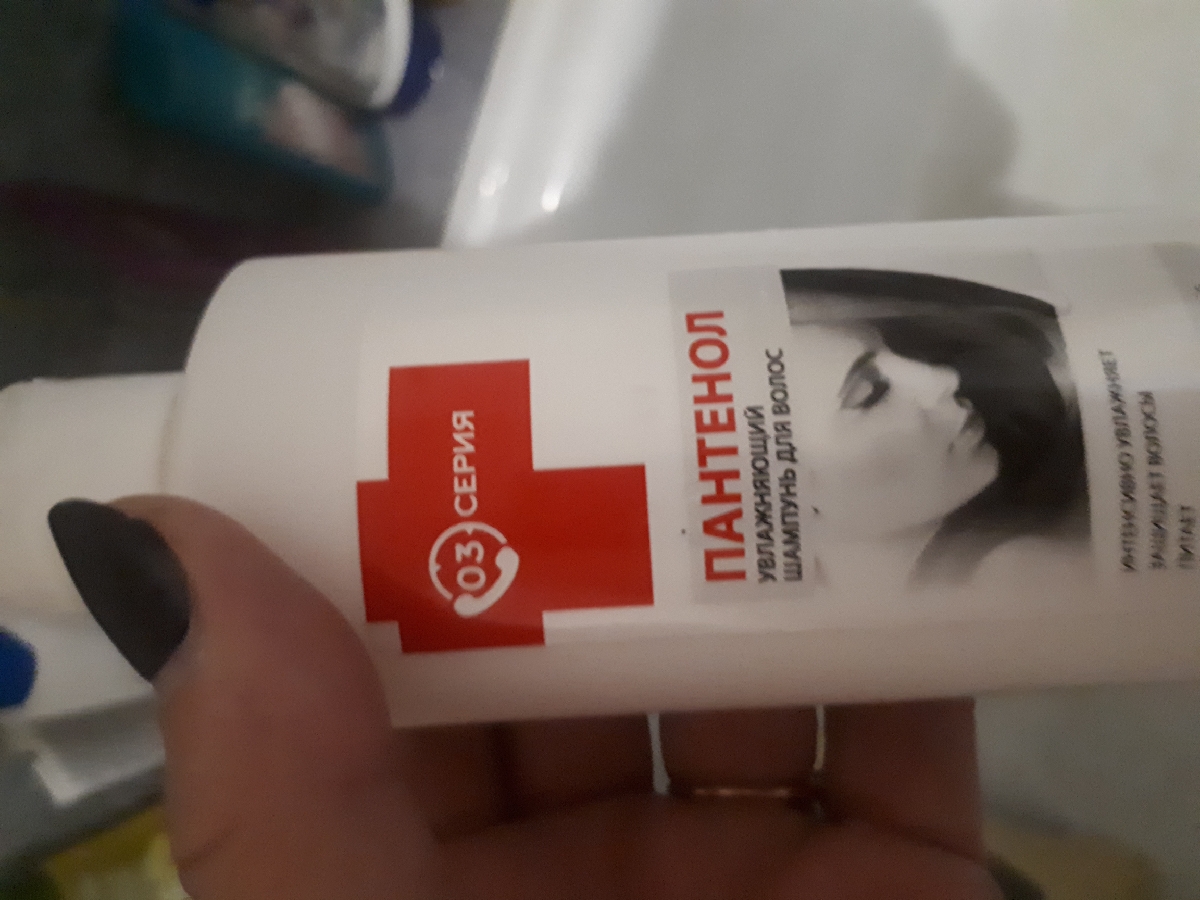 03 СЕРИЯ
ПАНТЕНОЛ
УВЛАЖНЯЮЩИЙ
ШАМПУНЬ ДЛЯ ВОЛОС
ИНТЕНСИВНО УВЛАЖНЯЕТ
ЗАЩИЩАЕТ ВОЛОСЫ
ПИТАЕТ